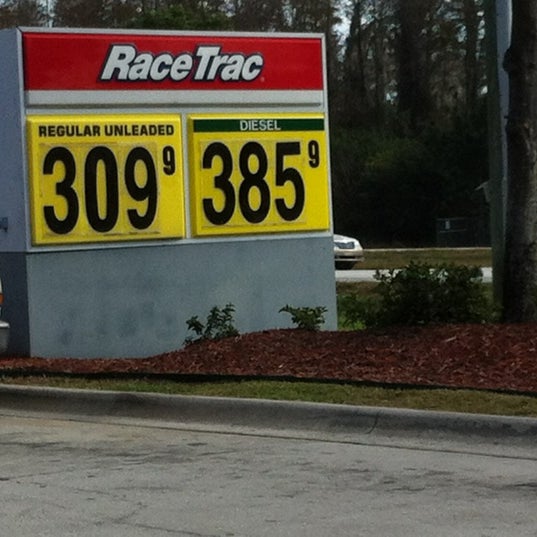 RaceTrac
REGULAR UNLEADED
309 9
DIESEL
385 9